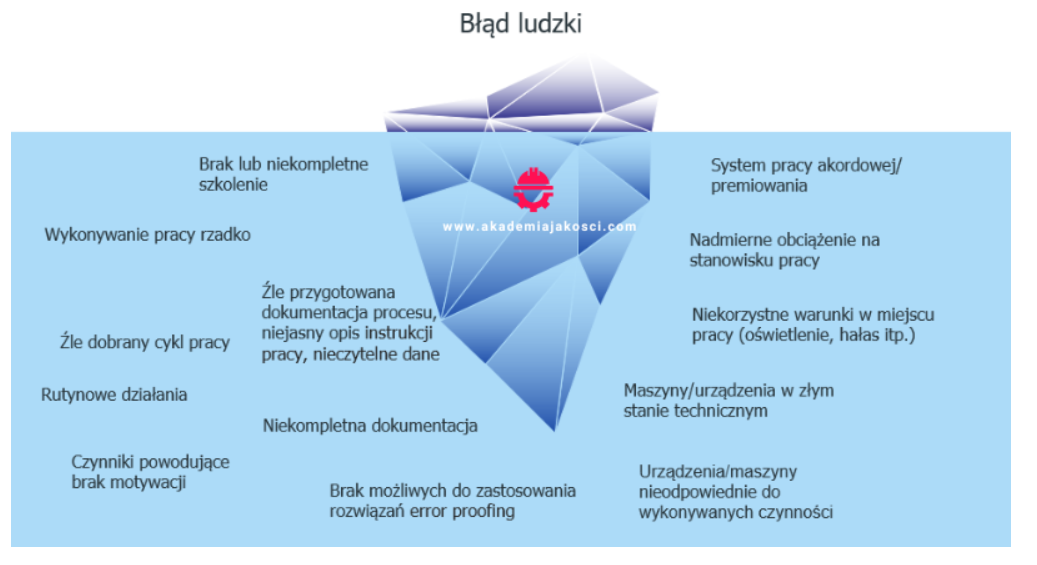 Błąd ludzki
Brak lub niekompletne
szkolenie
System pracy akordowej/
premiowania
www.akademiajakosci.com
Wykonywanie pracy rzadko
Nadmierne obciążenie na
stanowisku pracy
Źle przygotowana
dokumentacja procesu,
niejasny opis instrukcji
pracy, nieczytelne dane
Niekorzystne warunki w miejscu
pracy (oświetlenie, hałas itp.)
Źle dobrany cykl pracy
Rutynowe działania
Maszyny/urządzenia w złym
stanie technicznym
Niekompletna dokumentacja
Czynniki powodujące
brak motywacji
Brak możliwych do zastosowania
rozwiązań error proofing
Urządzenia/maszyny
nieodpowiednie do
wykonywanych czynności